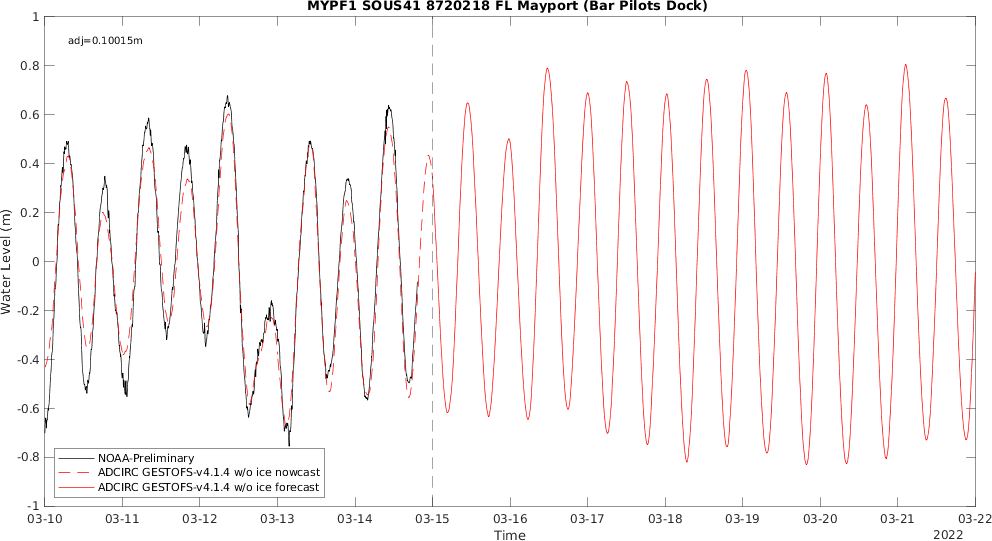 MYPF1 SOUS41 8720218 FL Mayport (Bar Pilots Dock)
adj=0.10015m
1
0.8
0.6
0.4
0.2
0
-0.2
-0.4
-0.6
-0.8
-1
Water Level (m)
NOAA-Preliminary
ADCIRC GESTOFS-v4.1.4 w/o ice nowcast
ADCIRC GESTOFS-v4.1.4 w/o ice forecast
03-10 03-11 03-12 03-13 03-14 03-15 03-16 03-17 03-18 03-19 03-20 03-21 03-22
Time
2022